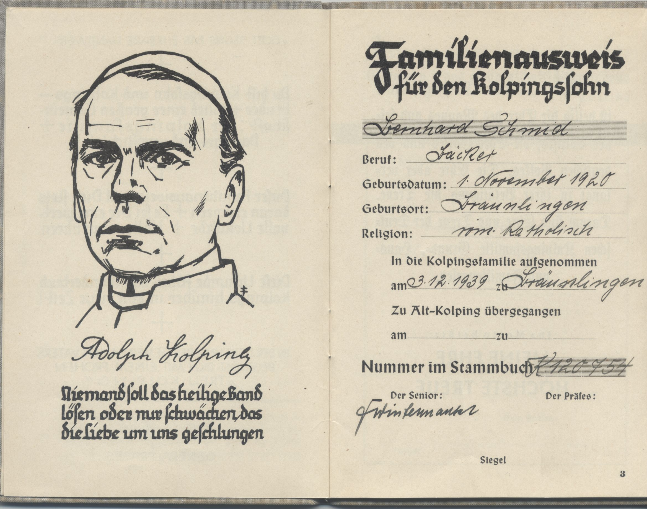 Adolph Kolping
Niemand soll das heilige Band
lösen oder nur schwächen, das
die Liebe um uns geschlungen
Familienausweis
für den Kolpingssohn
Bernhard Schmid
Beruf: Bäcker
Geburtsdatum: 1. November 1920
Geburtsort: Bräunlingen
Religion: röm. Katholisch
In die Kolpingsfamilie aufgenommen
am 3.12.1939 zu Bräunlingen
Zu Alt-Kolping übergegangen
am zu
Nummer im Stammbuch K 120 754
Der Senior: Der Präses:
Siegel
3